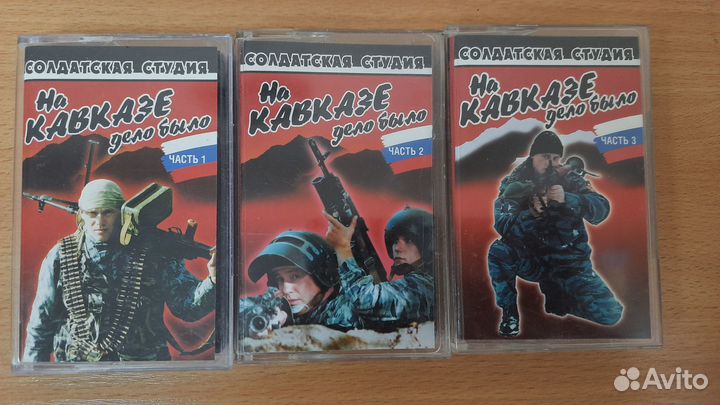 СОЛДАТСКАЯ СТУДИЯ
На
КАВКАЗЕ
дело было
ЧАСТЬ 1
СОЛДАТСКАЯ СТУДИЯ
На
КАВКАЗЕ
дело было
ЧАСТЬ 2
СОЛДАТСКАЯ СТУДИЯ
На
КАВКАЗЕ
дело было
ЧАСТЬ 3
Avito